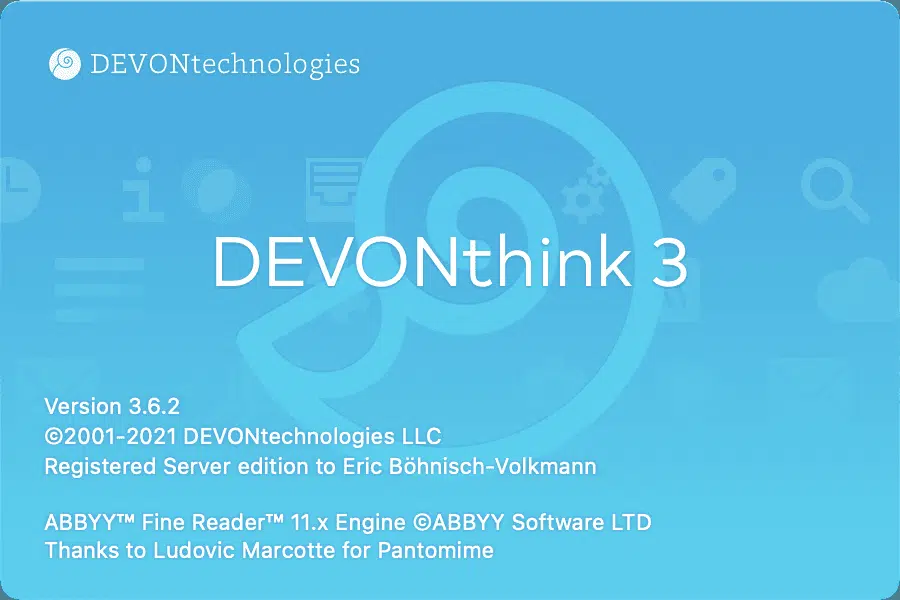 DEVONtechnologies
DEVONthink 3
Version 3.6.2
©2001-2021 DEVONtechnologies LLC
Registered Server edition to Eric Böhnisch-Volkmann
ABBYY™ Fine Reader™ 11.x Engine ©ABBYY Software LTD
Thanks to Ludovic Marcotte for Pantomime